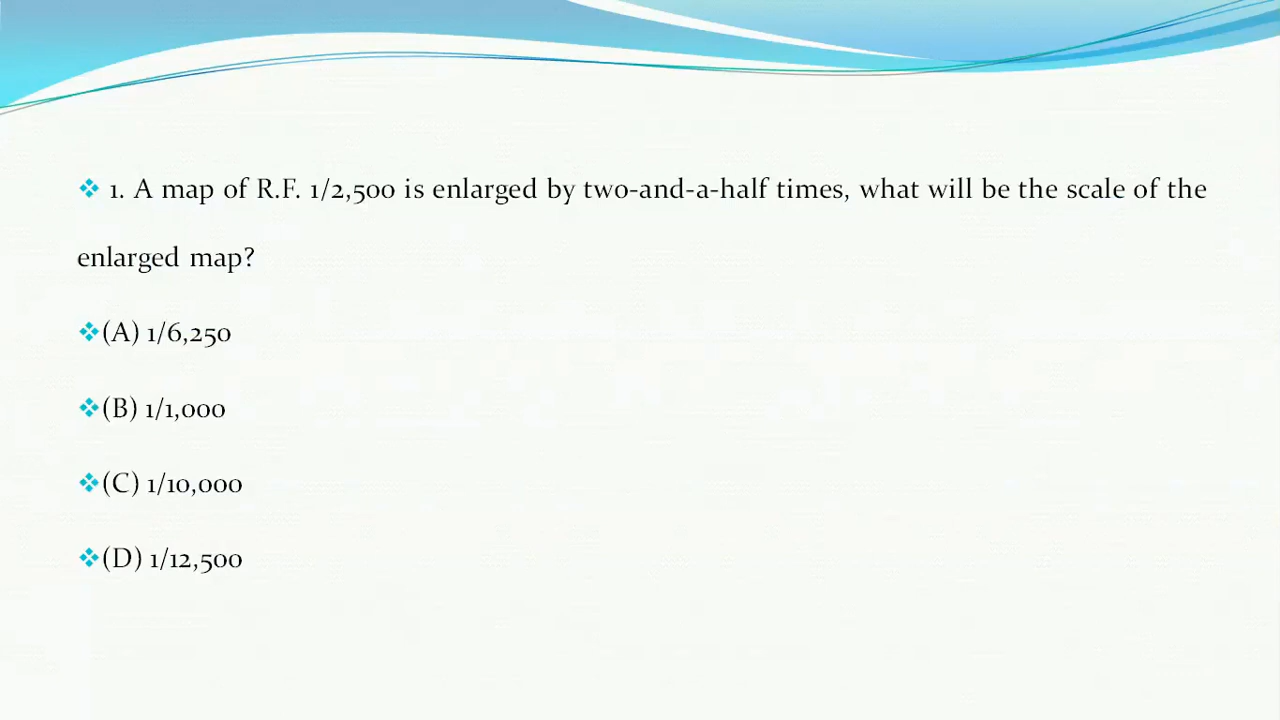 ❖ 1. A map of R.F. 1/2,500 is enlarged by two-and-a-half times, what will be the scale of the
enlarged map?
❖(A) 1/6,250
❖(B) 1/1,000
❖(C) 1/10,000
❖(D) 1/12,500